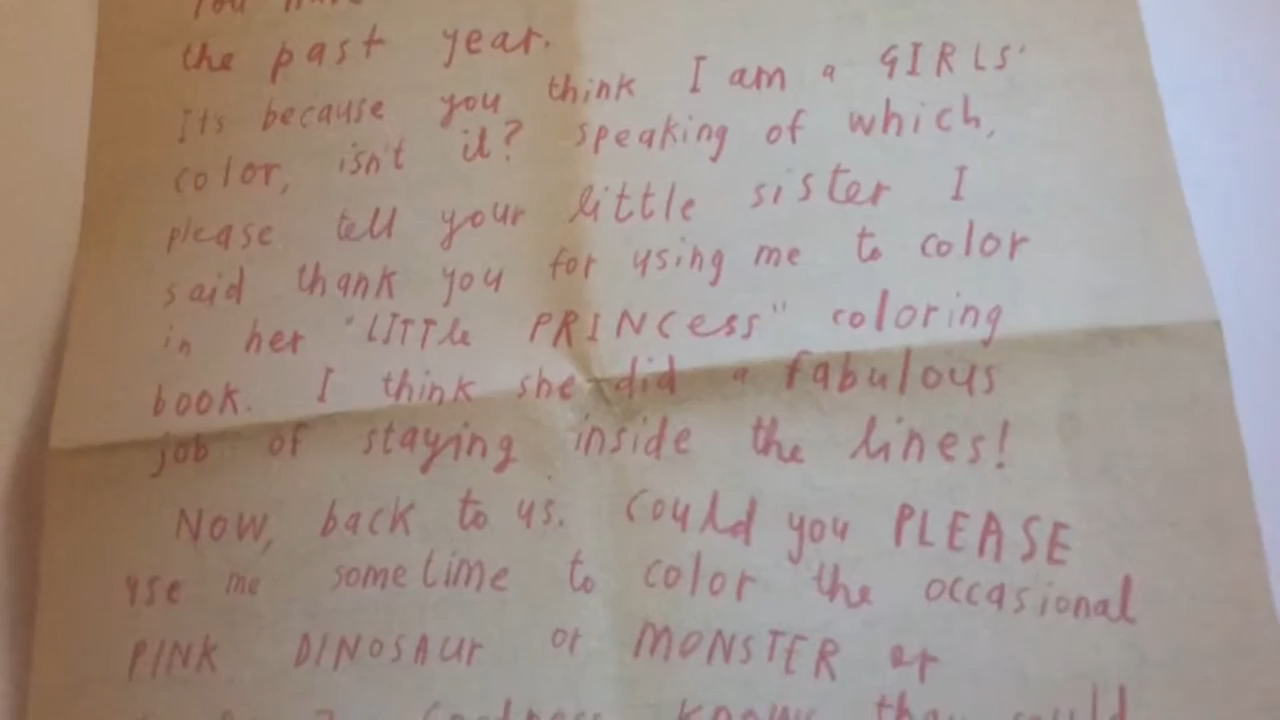 the past year.
Its because you think I am a GIRLS'
color, isn't it? speaking of which,
please tell your little sister I
said thank you for using me to color
in her "LITTle PRINCess" coloring
book. I think she did a fabulous
job of staying inside the lines!
Now, back to us. Could you PLEASE
use me sometime to color the occasional
PINK DINOSAUr or MONSTER or